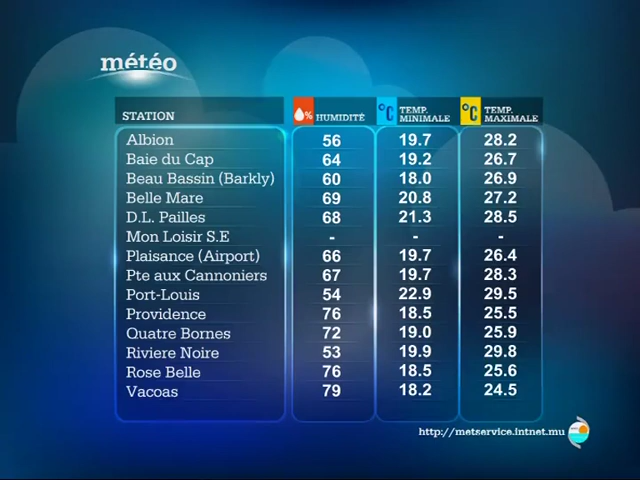 météo
STATION % HUMIDITÉ °C TEMP. MINIMALE °C TEMP. MAXIMALE
Albion 56 19.7 28.2
Baie du Cap 64 19.2 26.7
Beau Bassin (Barkly) 60 18.0 26.9
Belle Mare 69 20.8 27.2
D.L. Pailles 68 21.3 28.5
Mon Loisir S.E - - -
Plaisance (Airport) 66 19.7 26.4
Pte aux Cannoniers 67 19.7 28.3
Port-Louis 54 22.9 29.5
Providence 76 18.5 25.5
Quatre Bornes 72 19.0 25.9
Riviere Noire 53 19.9 29.8
Rose Belle 76 18.5 25.6
Vacoas 79 18.2 24.5
http://metservice.intnet.mu